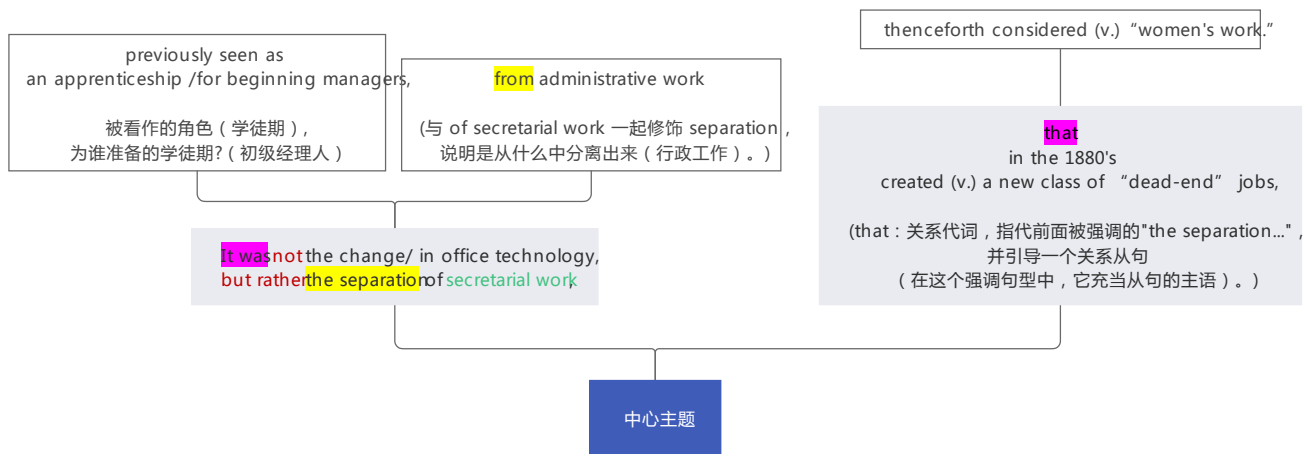 previously seen as
an apprenticeship /for beginning managers,
被看作的角色（学徒期），
为谁准备的学徒期?（初级经理人）
from administrative work
(与 of secretarial work 一起修饰 separation，
说明是从什么中分离出来（行政工作）。)
thenceforth considered (v.) “women's work.”
that
in the 1880's
created (v.) a new class of “dead-end” jobs,
(that：关系代词，指代前面被强调的"the separation..."，
并引导一个关系从句
（在这个强调句型中，它充当从句的主语）。)
It was not the change/ in office technology,
but rather the separation of secretarial work,
中心主题